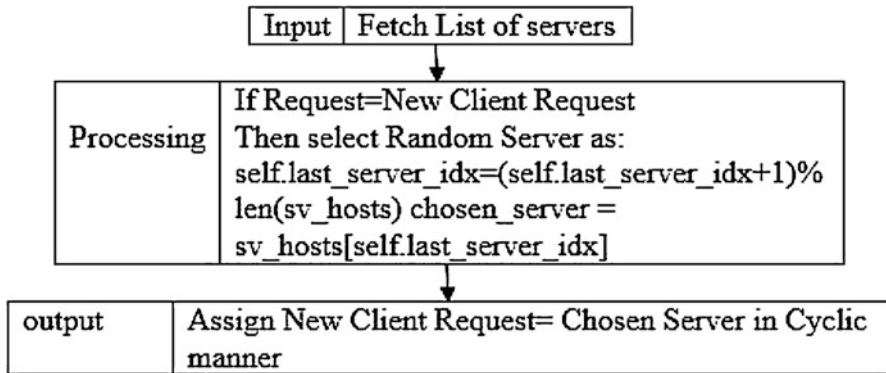 Input Fetch List of servers
If Request=New Client Request
Processing Then select Random Server as:
self.last_server_idx=(self.last_server_idx+1)%
len(sv_hosts) chosen_server =
sv_hosts[self.last_server_idx]
output Assign New Client Request= Chosen Server in Cyclic
manner